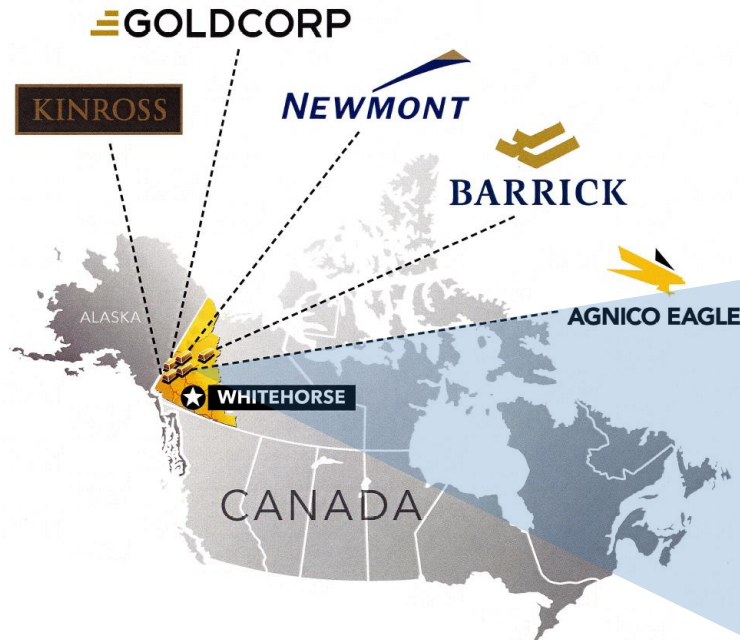 GOLDCORP
KINROSS
NEWMONT
BARRICK
AGNICO EAGLE
ALASKA
WHITEHORSE
CANADA